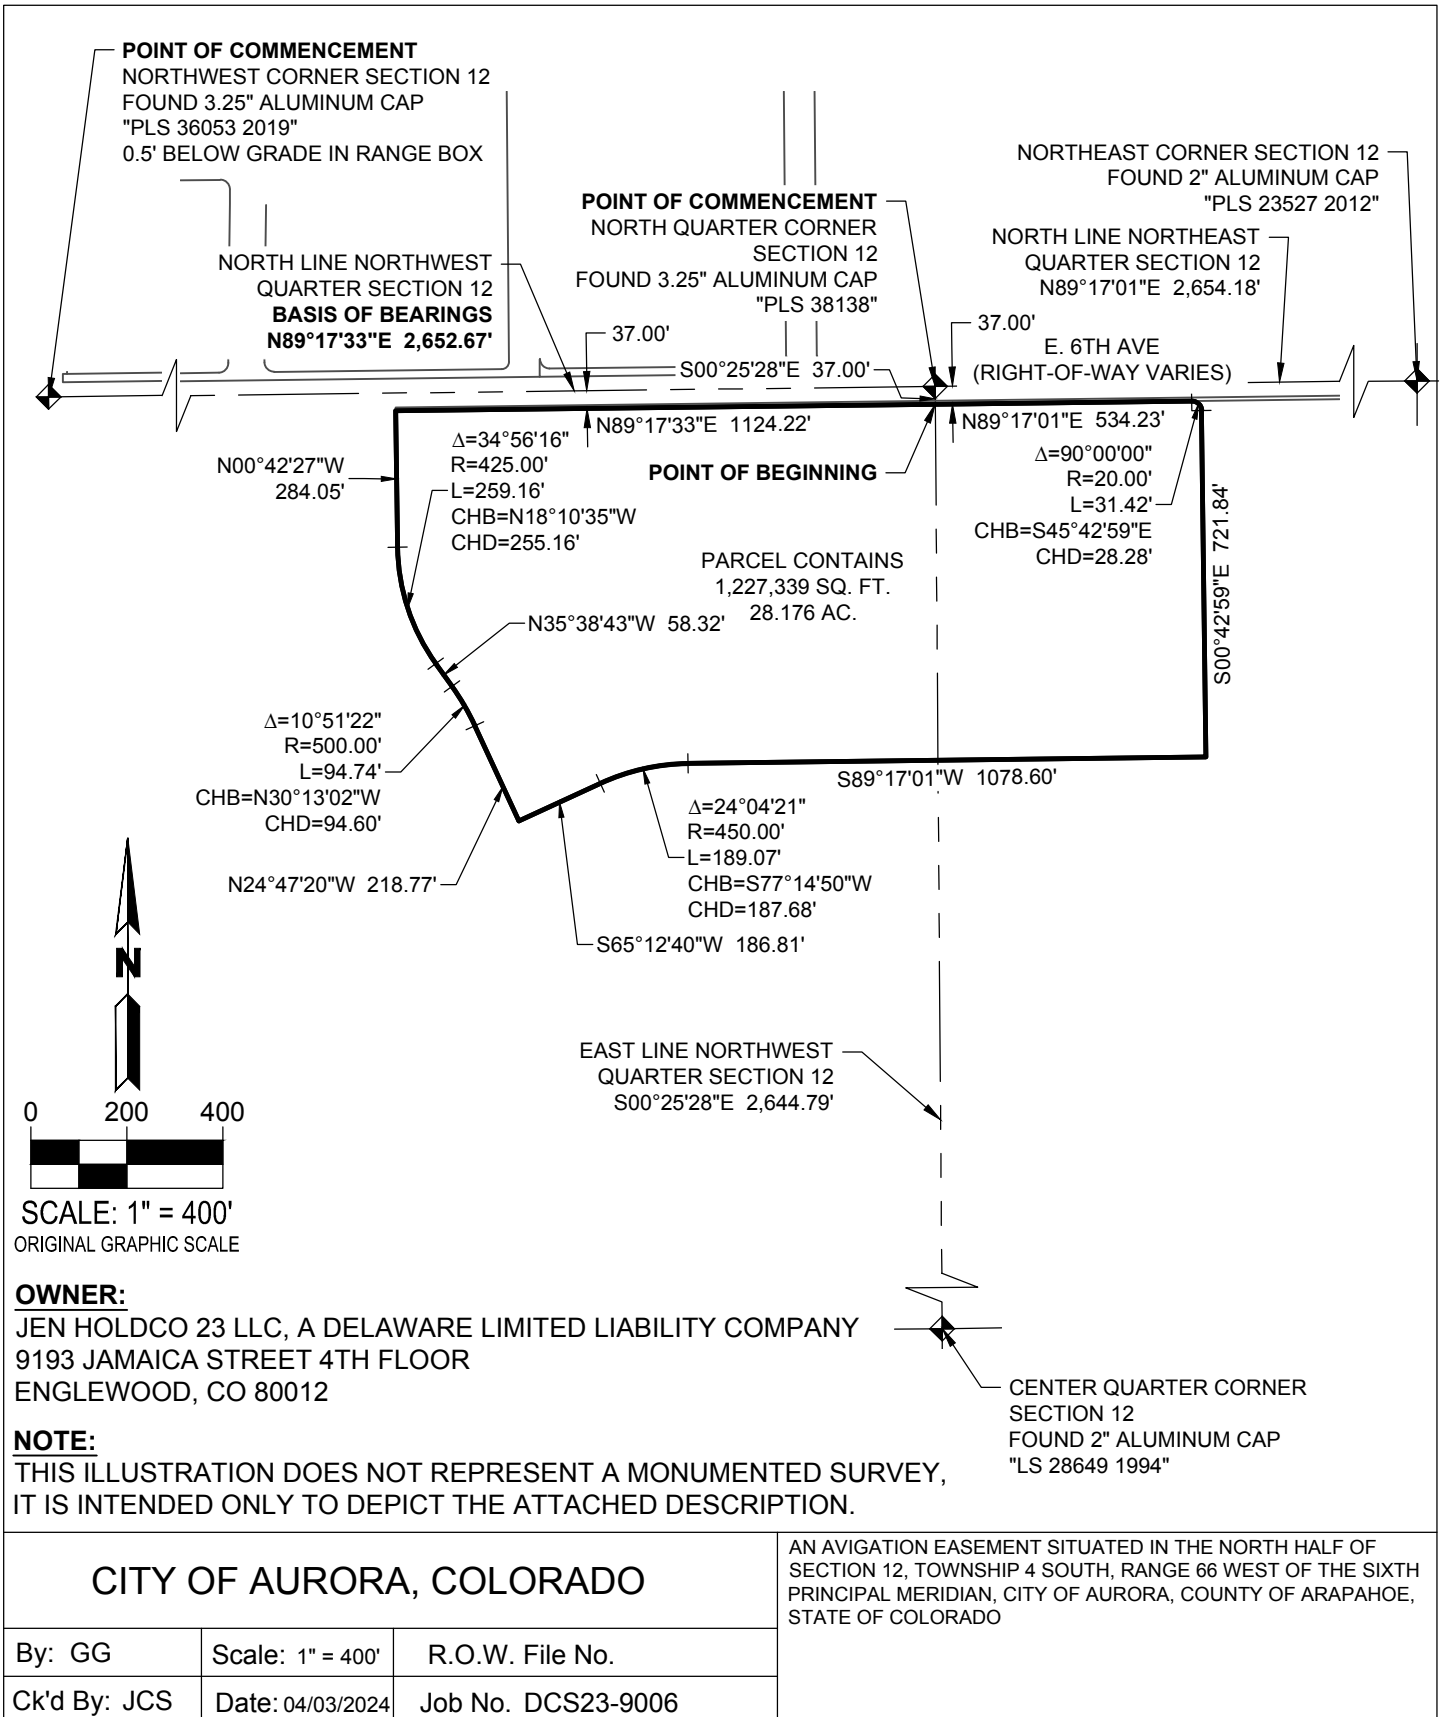 POINT OF COMMENCEMENT
NORTHWEST CORNER SECTION 12
FOUND 3.25" ALUMINUM CAP
"PLS 36053 2019"
0.5' BELOW GRADE IN RANGE BOX
NORTHEAST CORNER SECTION 12
FOUND 2" ALUMINUM CAP
"PLS 23527 2012"
POINT OF COMMENCEMENT
NORTH QUARTER CORNER
SECTION 12
FOUND 3.25" ALUMINUM CAP
"PLS 38138"
NORTH LINE NORTHEAST
QUARTER SECTION 12
N89°17'01"E 2,654.18'
NORTH LINE NORTHWEST
QUARTER SECTION 12
BASIS OF BEARINGS
N89°17'33"E 2,652.67'
37.00'
37.00'
E. 6TH AVE
(RIGHT-OF-WAY VARIES)
S00°25'28"E 37.00'
N89°17'33"E 1124.22'
N89°17'01"E 534.23'
POINT OF BEGINNING
N00°42'27"W
284.05'
Δ=34°56'16"
R=425.00'
L=259.16'
CHB=N18°10'35"W
CHD=255.16'
Δ=90°00'00"
R=20.00'
L=31.42'
CHB=S45°42'59"E
CHD=28.28'
S00°42'59"E 721.84'
PARCEL CONTAINS
1,227,339 SQ. FT.
28.176 AC.
N35°38'43"W 58.32'
Δ=10°51'22"
R=500.00'
L=94.74'
CHB=N30°13'02"W
CHD=94.60'
S89°17'01"W 1078.60'
Δ=24°04'21"
R=450.00'
L=189.07'
CHB=S77°14'50"W
CHD=187.68'
N24°47'20"W 218.77'
S65°12'40"W 186.81'
N
EAST LINE NORTHWEST
QUARTER SECTION 12
S00°25'28"E 2,644.79'
0 200 400
SCALE: 1" = 400'
ORIGINAL GRAPHIC SCALE
OWNER:
JEN HOLDCO 23 LLC, A DELAWARE LIMITED LIABILITY COMPANY
9193 JAMAICA STREET 4TH FLOOR
ENGLEWOOD, CO 80012
CENTER QUARTER CORNER
SECTION 12
FOUND 2" ALUMINUM CAP
"LS 28649 1994"
NOTE:
THIS ILLUSTRATION DOES NOT REPRESENT A MONUMENTED SURVEY,
IT IS INTENDED ONLY TO DEPICT THE ATTACHED DESCRIPTION.
CITY OF AURORA, COLORADO
AN AVIGATION EASEMENT SITUATED IN THE NORTH HALF OF
SECTION 12, TOWNSHIP 4 SOUTH, RANGE 66 WEST OF THE SIXTH
PRINCIPAL MERIDIAN, CITY OF AURORA, COUNTY OF ARAPAHOE,
STATE OF COLORADO
By: GG Scale: 1" = 400' R.O.W. File No.
Ck'd By: JCS Date: 04/03/2024 Job No. DCS23-9006